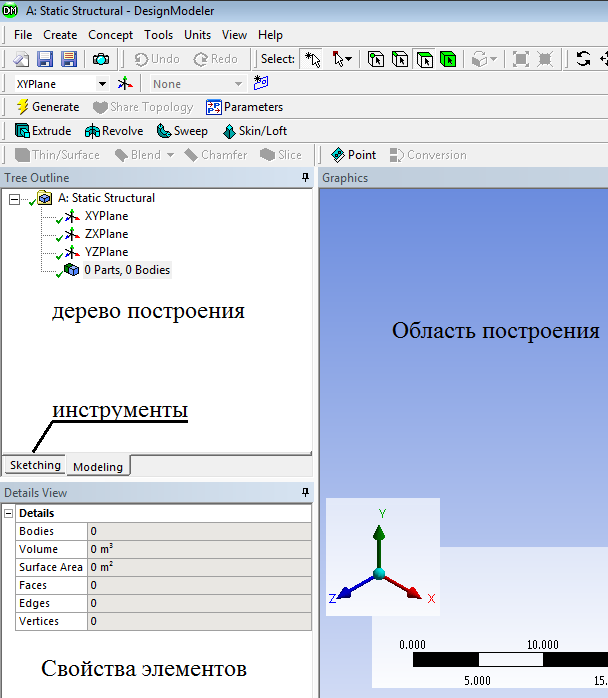 A: Static Structural - DesignModeler
File Create Concept Tools Units View Help
Undo Redo Select:
XYPlane None
Generate Share Topology Parameters
Extrude Revolve Sweep Skin/Loft
Thin/Surface Blend Chamfer Slice Point Conversion
Tree Outline
A: Static Structural
XYPlane
ZXPlane
YZPlane
0 Parts, 0 Bodies
дерево построения
инструменты
Sketching Modeling
Details View
Details
Bodies 0
Volume 0 m³
Surface Area 0 m²
Faces 0
Edges 0
Vertices 0
Свойства элементов
Graphics
Область построения
Y
Z X
0.000 10.000
5.000 15.